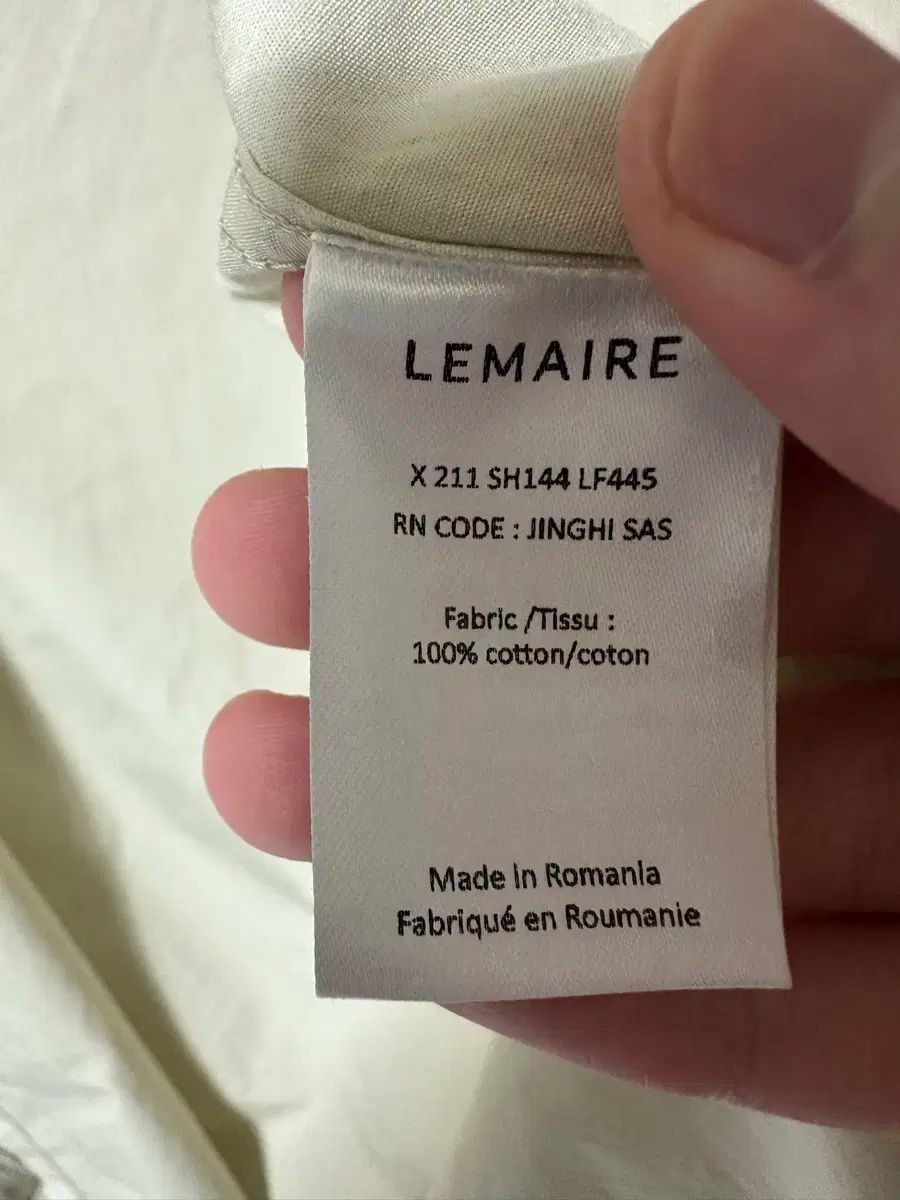 LEMAIRE
X 211 SH144 LF445
RN CODE : JINGHI SAS
Fabric /Tissu :
100% cotton/coton
Made in Romania
Fabriqué en Roumanie